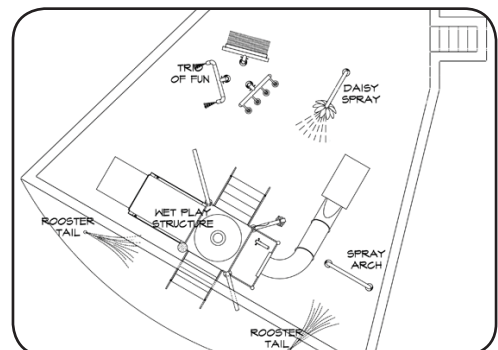 TRIO
OF FUN
DAISY
SPRAY
WET PLAY
STRUCTURE
ROOSTER
TAIL
SPRAY
ARCH
ROOSTER
TAIL